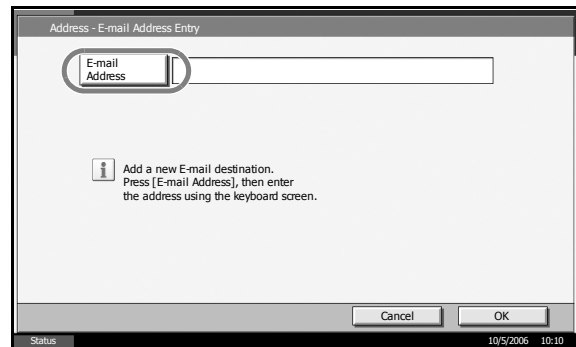 Address - E-mail Address Entry
E-mail
Address
Add a new E-mail destination.
Press [E-mail Address], then enter
the address using the keyboard screen.
Cancel
OK
Status
10/5/2006 10:10